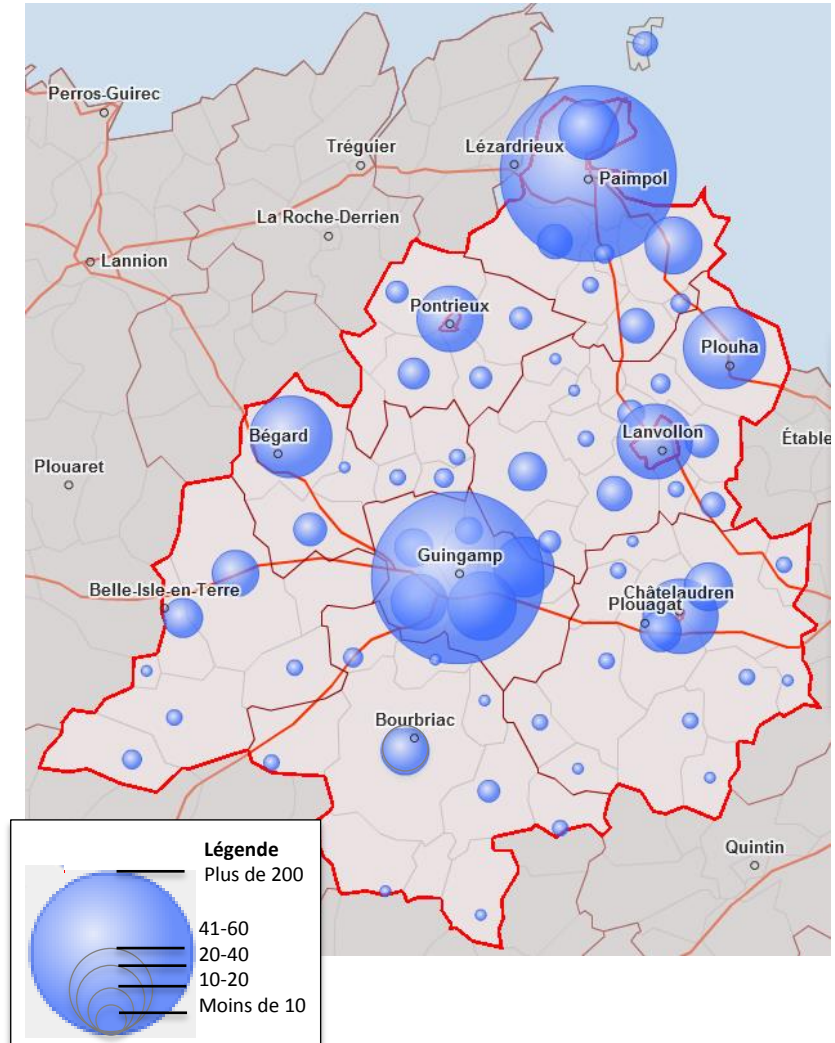 Perros-Guirec
Tréguier
Lézardrieux
Paimpol
La Roche-Derrien
Lannion
Pontrieux
Plouha
Bégard
Lanvollon
Étable
Plouaret
Guingamp
Belle-Isle-en-Terre
Châtelaudren
Plouagat
Bourbriac
Quintin
Légende
Plus de 200
41-60
20-40
10-20
Moins de 10